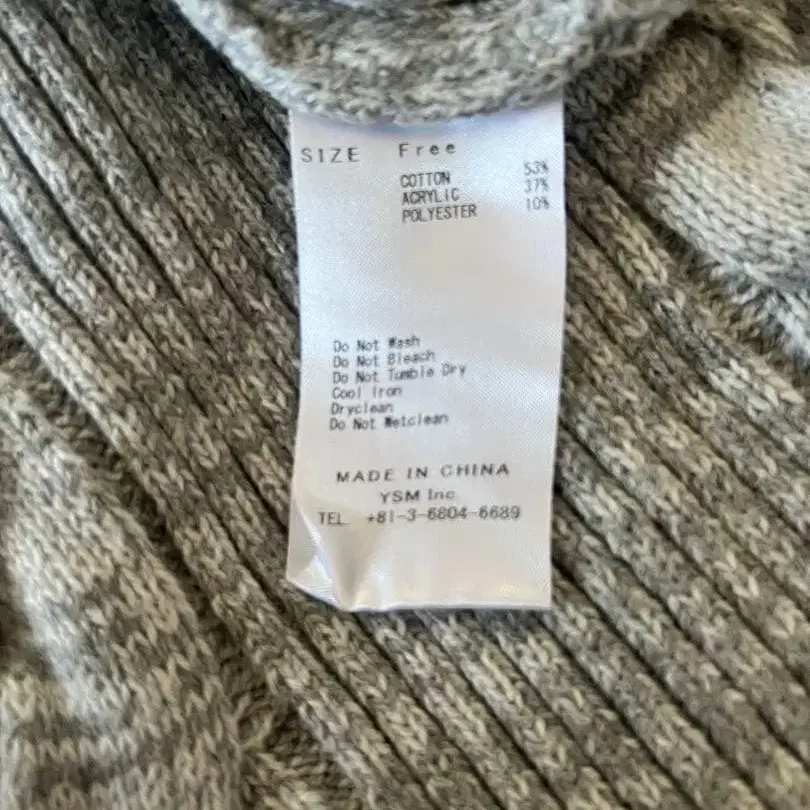 SIZE Free
COTTON 53%
ACRYLIC 37%
POLYESTER 10%
Do Not Wash
Do Not Bleach
Do Not Tumble Dry
Cool Iron
Dryclean
Do Not Wetclean
MADE IN CHINA
YSM Inc.
TEL +81-3-6804-6689